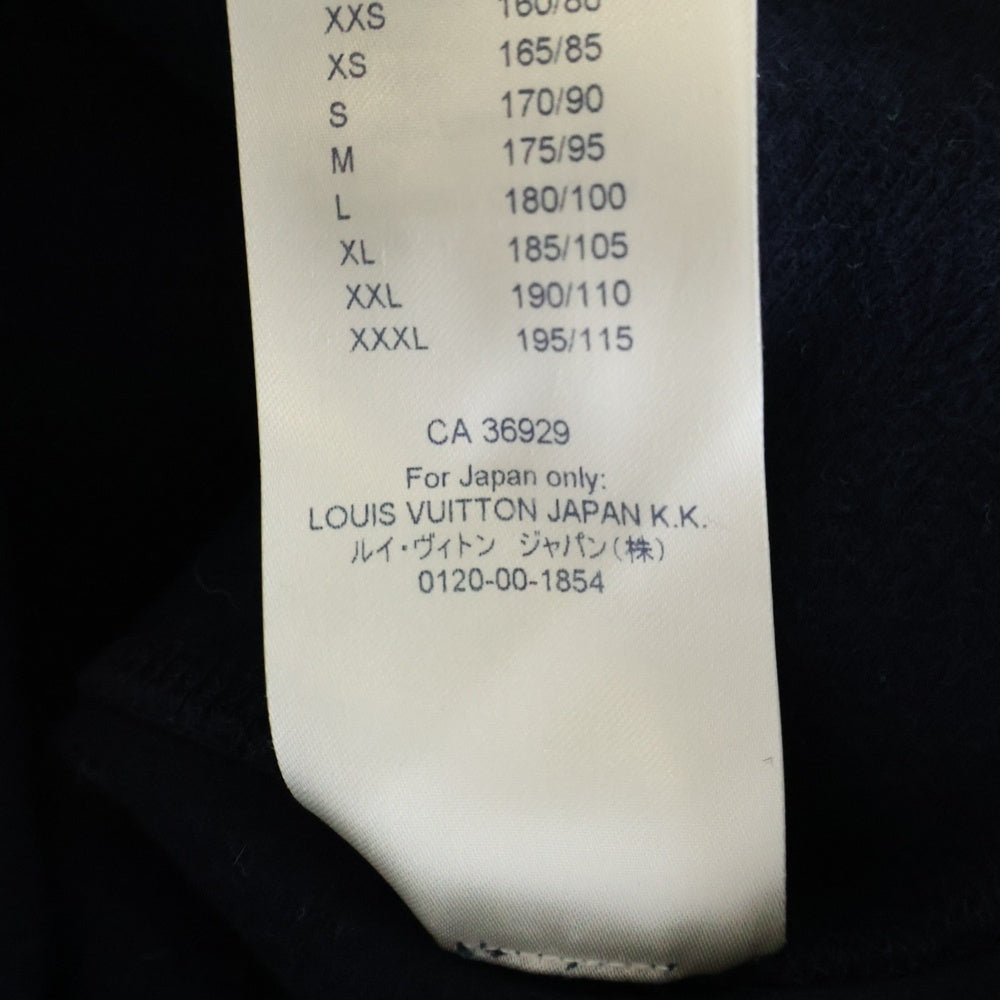 XXS 160/80
XS 165/85
S 170/90
M 175/95
L 180/100
XL 185/105
XXL 190/110
XXXL 195/115
CA 36929
For Japan only:
LOUIS VUITTON JAPAN K.K.
ルイ・ヴィトン ジャパン(株)
0120-00-1854